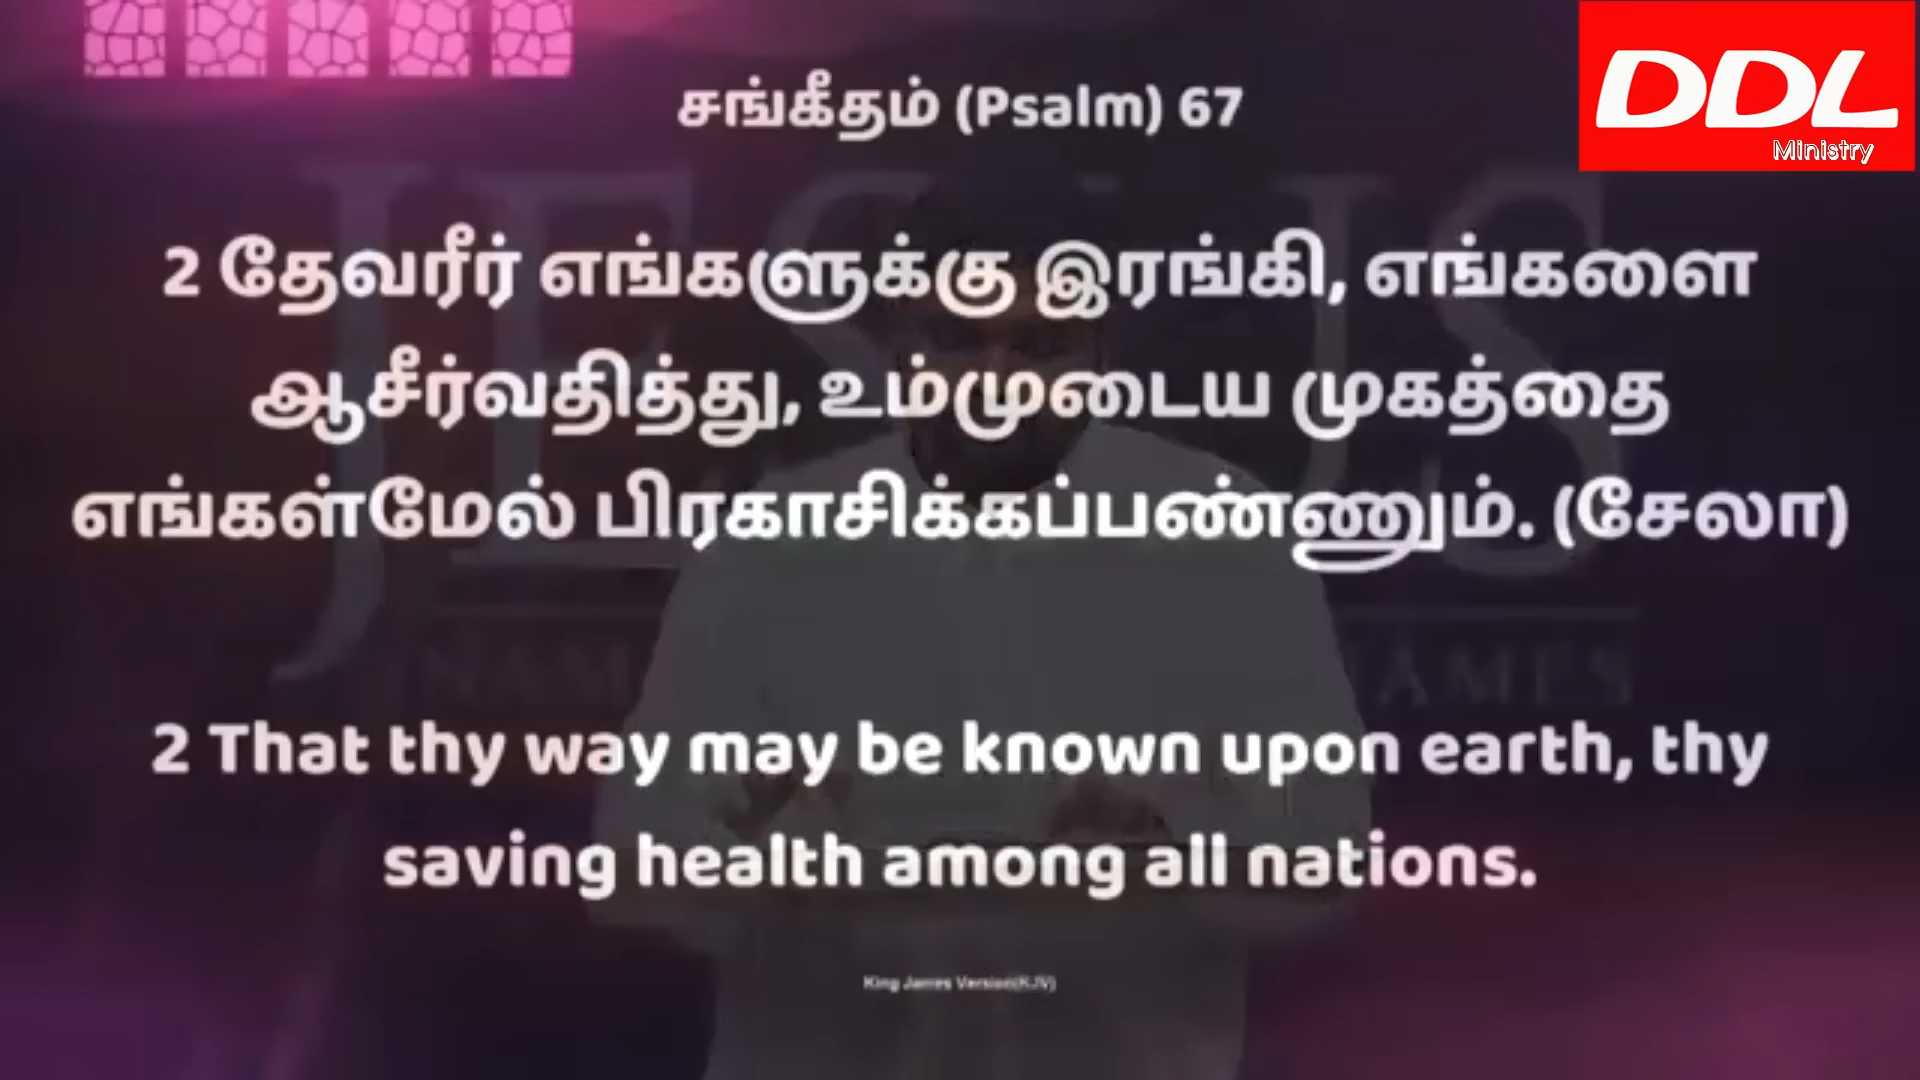 DDL
Ministry
சங்கீதம் (Psalm) 67
2 தேவரீர் எங்களுக்கு இரங்கி, எங்களை
ஆசீர்வதித்து, உம்முடைய முகத்தை
எங்கள்மேல் பிரகாசிக்கப்பண்ணும். (சேலா)
2 That thy way may be known upon earth, thy
saving health among all nations.
King James Version(KJV)